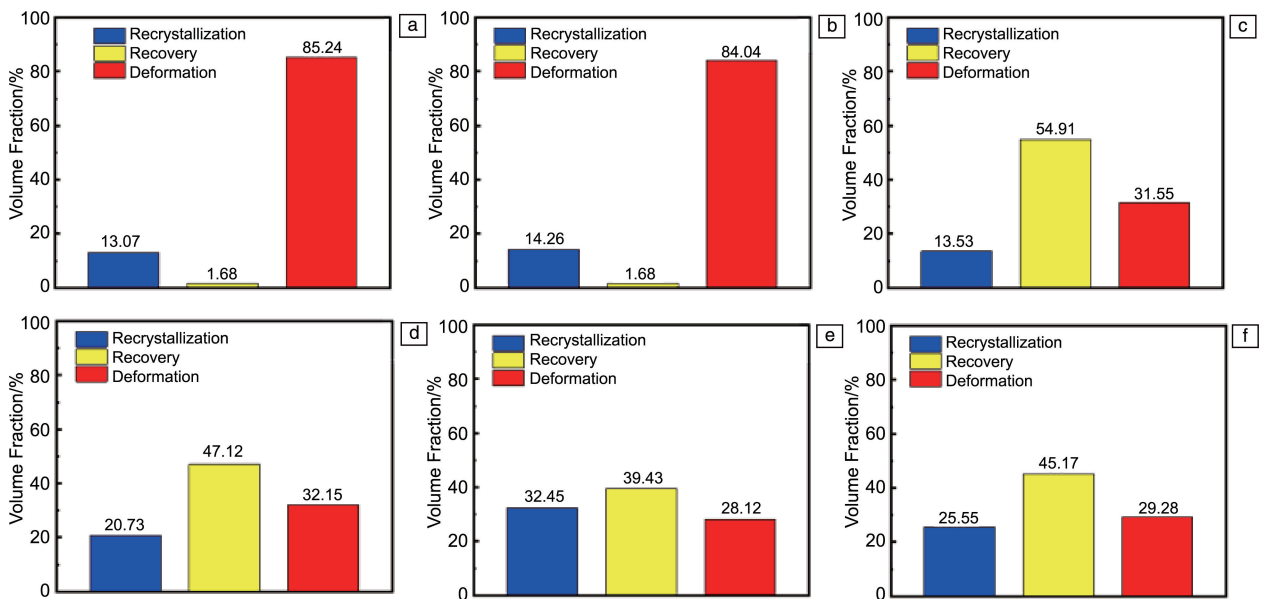 a
Volume Fraction/%
100
80
60
40
20
0
Recrystallization
Recovery
Deformation
13.07
1.68
85.24
b
Volume Fraction/%
100
80
60
40
20
0
Recrystallization
Recovery
Deformation
14.26
1.68
84.04
c
Volume Fraction/%
100
80
60
40
20
0
Recrystallization
Recovery
Deformation
13.53
54.91
31.55
d
Volume Fraction/%
100
80
60
40
20
0
Recrystallization
Recovery
Deformation
20.73
47.12
32.15
e
Volume Fraction/%
100
80
60
40
20
0
Recrystallization
Recovery
Deformation
32.45
39.43
28.12
f
Volume Fraction/%
100
80
60
40
20
0
Recrystallization
Recovery
Deformation
25.55
45.17
29.28